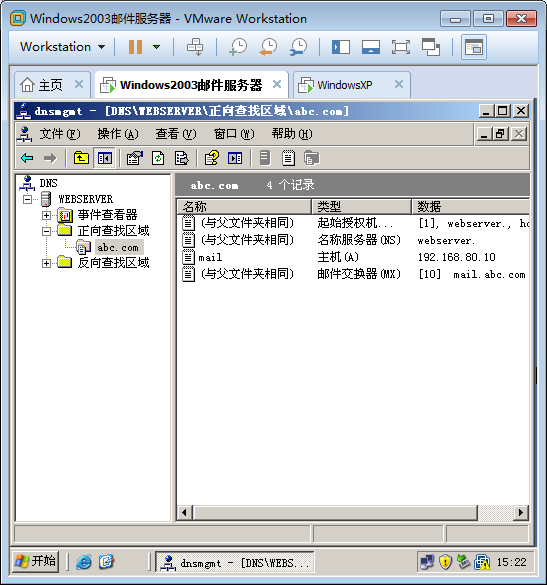 Windows2003邮件服务器 - VMware Workstation
Workstation
主页 Windows2003邮件服务器 WindowsXP
dnsmgmt - [DNS\WEBSERVER\正向查找区域\abc.com]
文件(F) 操作(A) 查看(V) 窗口(W) 帮助(H)
DNS
WEBSERVER
事件查看器
正向查找区域
abc.com
反向查找区域
abc.com 4 个记录
名称 类型 数据
(与父文件夹相同) 起始授权机... [1], webserver., ho
(与父文件夹相同) 名称服务器(NS) webserver.
mail 主机(A) 192.168.80.10
(与父文件夹相同) 邮件交换器(MX) [10] mail.abc.com
开始 dnsmgmt - [DNS\WEBS... 15:22